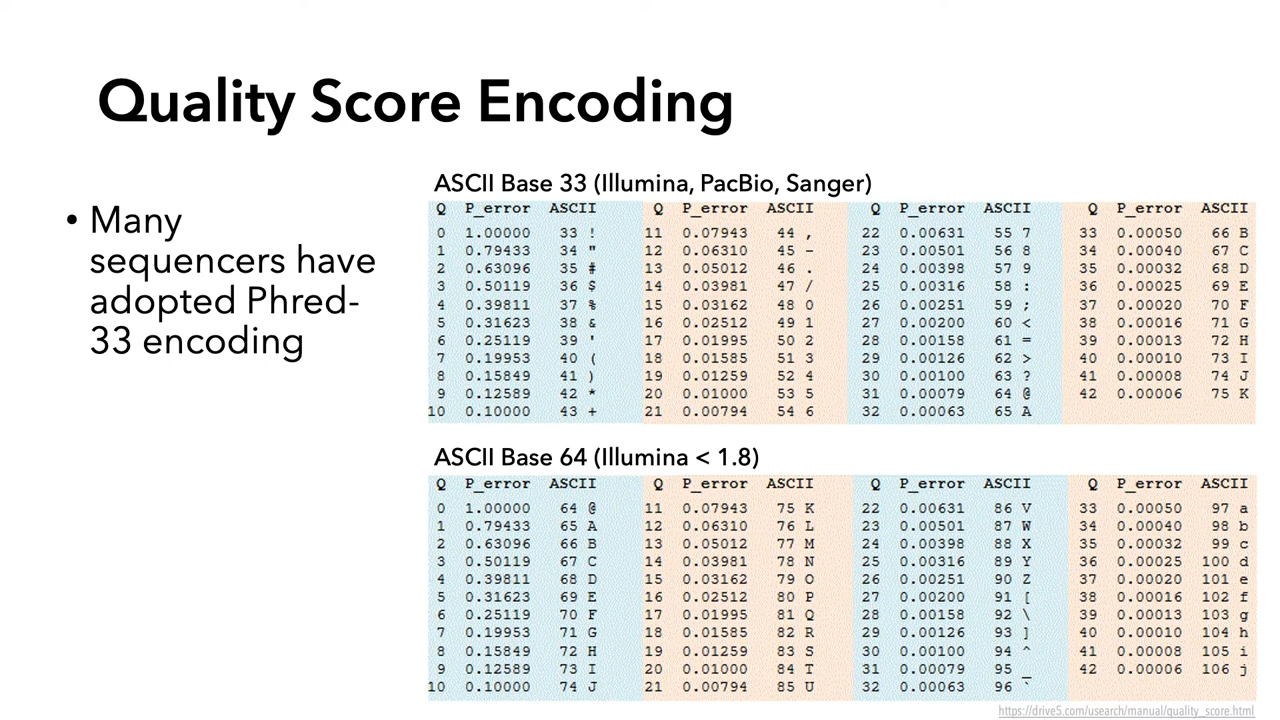 Quality Score Encoding
• Many
sequencers have
adopted Phred-
33 encoding
ASCII Base 33 (Illumina, PacBio, Sanger)
Q P_error ASCII Q P_error ASCII Q P_error ASCII Q P_error ASCII
0 1.00000 33 ! 11 0.07943 44 , 22 0.00631 55 7 33 0.00050 66 B
1 0.79433 34 " 12 0.06310 45 - 23 0.00501 56 8 34 0.00040 67 C
2 0.63096 35 # 13 0.05012 46 . 24 0.00398 57 9 35 0.00032 68 D
3 0.50119 36 $ 14 0.03981 47 / 25 0.00316 58 : 36 0.00025 69 E
4 0.39811 37 % 15 0.03162 48 0 26 0.00251 59 ; 37 0.00020 70 F
5 0.31623 38 & 16 0.02512 49 1 27 0.00200 60 < 38 0.00016 71 G
6 0.25119 39 ' 17 0.01995 50 2 28 0.00158 61 = 39 0.00013 72 H
7 0.19953 40 ( 18 0.01585 51 3 29 0.00126 62 > 40 0.00010 73 I
8 0.15849 41 ) 19 0.01259 52 4 30 0.00100 63 ? 41 0.00008 74 J
9 0.12589 42 * 20 0.01000 53 5 31 0.00079 64 @ 42 0.00006 75 K
10 0.10000 43 + 21 0.00794 54 6 32 0.00063 65 A
ASCII Base 64 (Illumina < 1.8)
Q P_error ASCII Q P_error ASCII Q P_error ASCII Q P_error ASCII
0 1.00000 64 @ 11 0.07943 75 K 22 0.00631 86 V 33 0.00050 97 a
1 0.79433 65 A 12 0.06310 76 L 23 0.00501 87 W 34 0.00040 98 b
2 0.63096 66 B 13 0.05012 77 M 24 0.00398 88 X 35 0.00032 99 c
3 0.50119 67 C 14 0.03981 78 N 25 0.00316 89 Y 36 0.00025 100 d
4 0.39811 68 D 15 0.03162 79 O 26 0.00251 90 Z 37 0.00020 101 e
5 0.31623 69 E 16 0.02512 80 P 27 0.00200 91 [ 38 0.00016 102 f
6 0.25119 70 F 17 0.01995 81 Q 28 0.00158 92 \ 39 0.00013 103 g
7 0.19953 71 G 18 0.01585 82 R 29 0.00126 93 ] 40 0.00010 104 h
8 0.15849 72 H 19 0.01259 83 S 30 0.00100 94 ^ 41 0.00008 105 i
9 0.12589 73 I 20 0.01000 84 T 31 0.00079 95 _ 42 0.00006 106 j
10 0.10000 74 J 21 0.00794 85 U 32 0.00063 96 `
https://drive5.com/usearch/manual/quality_score.html